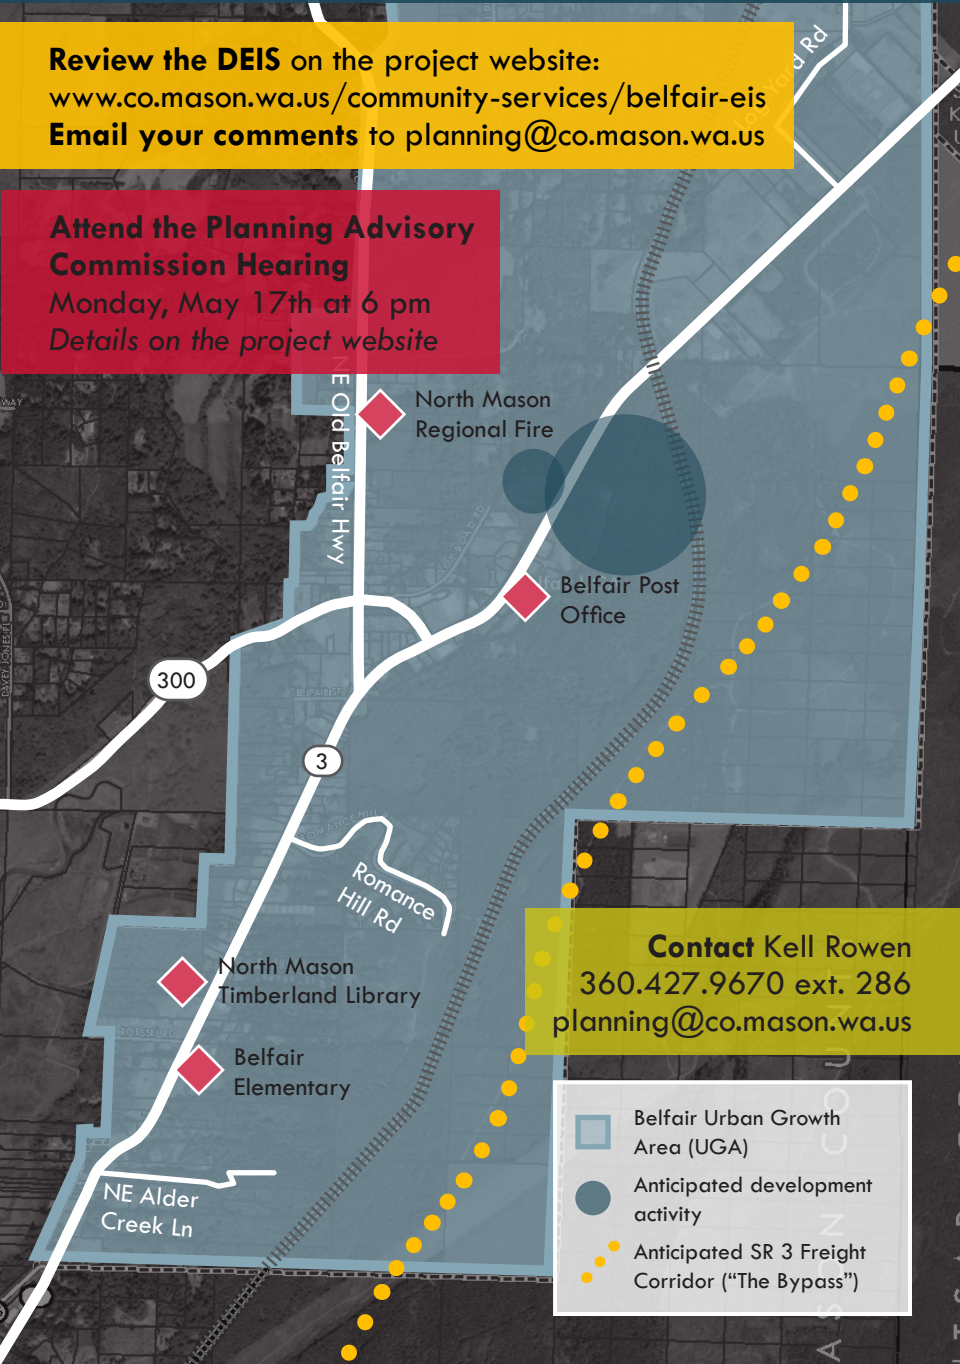 Review the DEIS on the project website:
www.co.mason.wa.us/community-services/belfair-eis
Email your comments to planning@co.mason.wa.us
Attend the Planning Advisory
Commission Hearing
Monday, May 17th at 6 pm
Details on the project website
NE Old Belfair Hwy
North Mason
Regional Fire
Belfair Post
Office
300
3
Romance
Hill Rd
North Mason
Timberland Library
Belfair
Elementary
NE Alder
Creek Ln
Contact Kell Rowen
360.427.9670 ext. 286
planning@co.mason.wa.us
Belfair Urban Growth
Area (UGA)
Anticipated development
activity
Anticipated SR 3 Freight
Corridor (“The Bypass”)